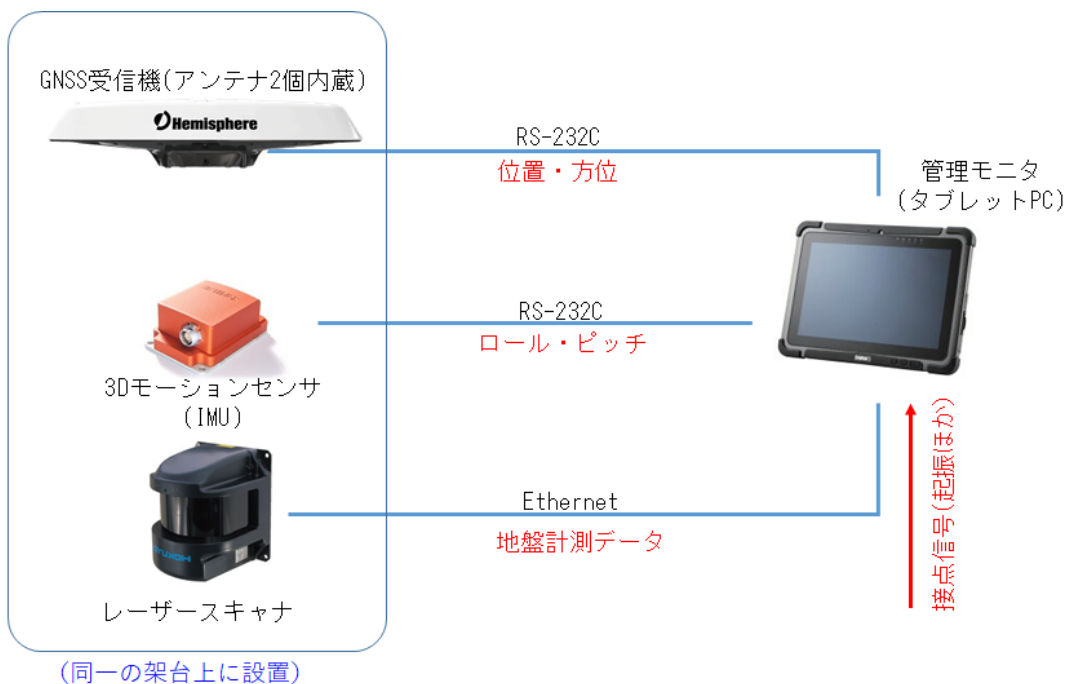 GNSS受信機(アンテナ2個内蔵)
Hemisphere
RS-232C
位置・方位
管理モニタ
(タブレットPC)
RS-232C
ロール・ピッチ
3Dモーションセンサ
(IMU)
Ethernet
地盤計測データ
接点信号(起振ほか)
HOKUYO
レーザースキャナ
(同一の架台上に設置)